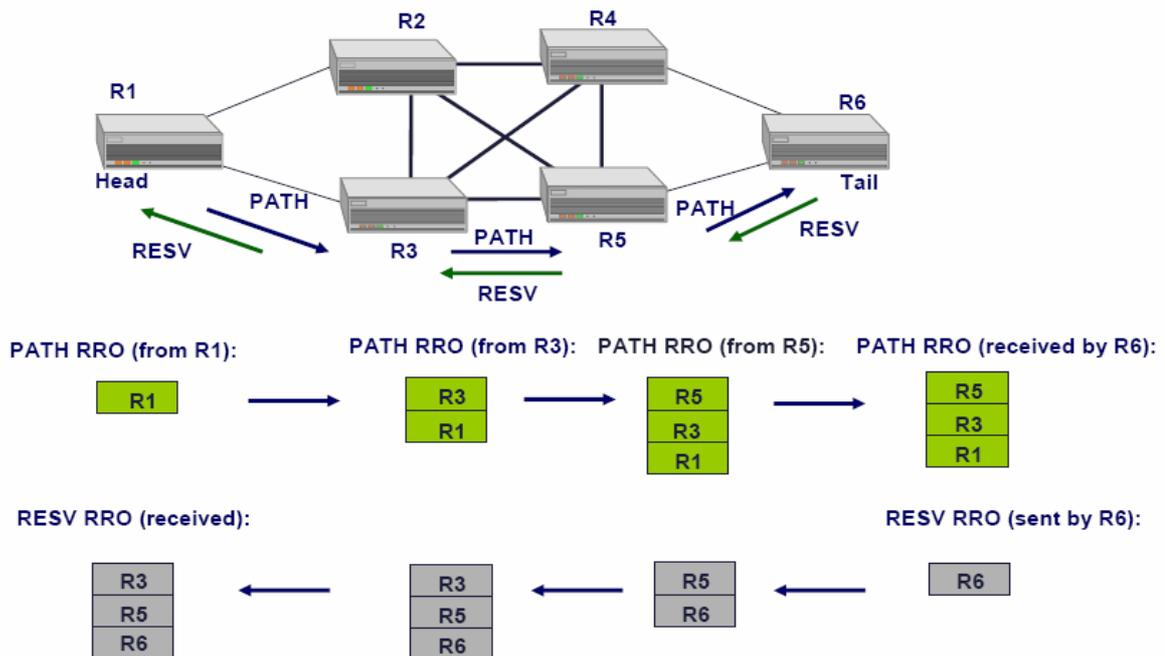 R2
R4
R1
R6
Head
Tail
PATH
PATH
RESV
R3
PATH
R5
RESV
RESV
PATH RRO (from R1):
PATH RRO (from R3):
PATH RRO (from R5):
PATH RRO (received by R6):
R1
R3
R1
R5
R3
R1
R5
R3
R1
RESV RRO (received):
RESV RRO (sent by R6):
R3
R5
R6
R3
R5
R6
R5
R6
R6